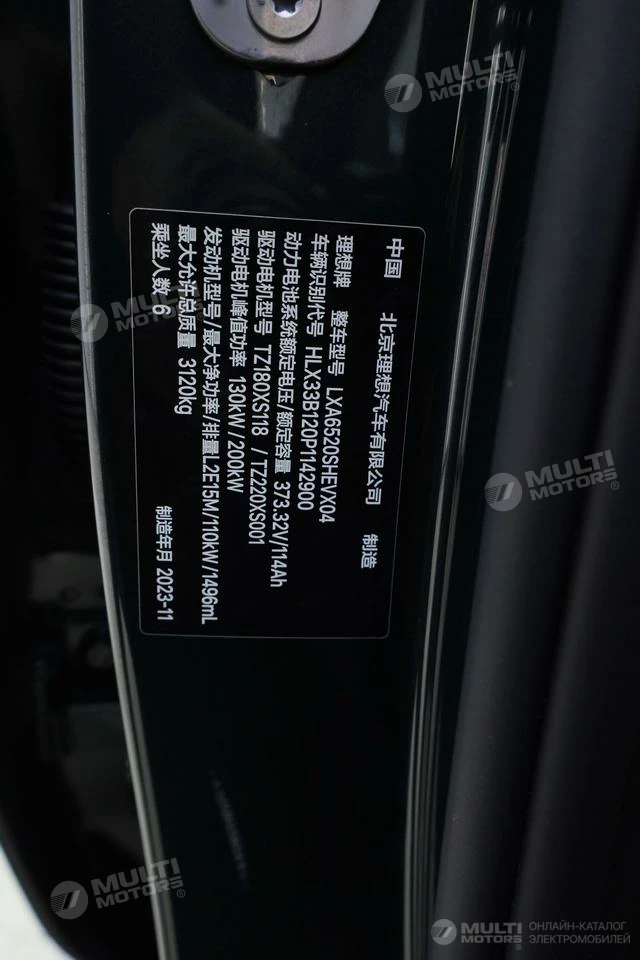 中国 北京理想汽车有限公司 制造
理想牌 整车型号 LXA6520SHEVX04
车辆识别代号 HLX33B120P1142900
动力电池系统额定电压/额定容量 373.32V/114Ah
驱动电机型号 TZ180XS118 / TZ220XS001
驱动电机峰值功率 130kW/200kW
发动机型号/最大净功率/排量 L2E15M/110kW/1496mL
最大允许总质量 3120kg
乘坐人数 6 制造年月 2023-11
MULTI
MOTORS®
MULTI
MOTORS®
MULTI
MOTORS®
MULTI
MOTORS®
MULTI
MOTORS®
ОНЛАЙН-КАТАЛОГ
ЭЛЕКТРОМОБИЛЕЙ